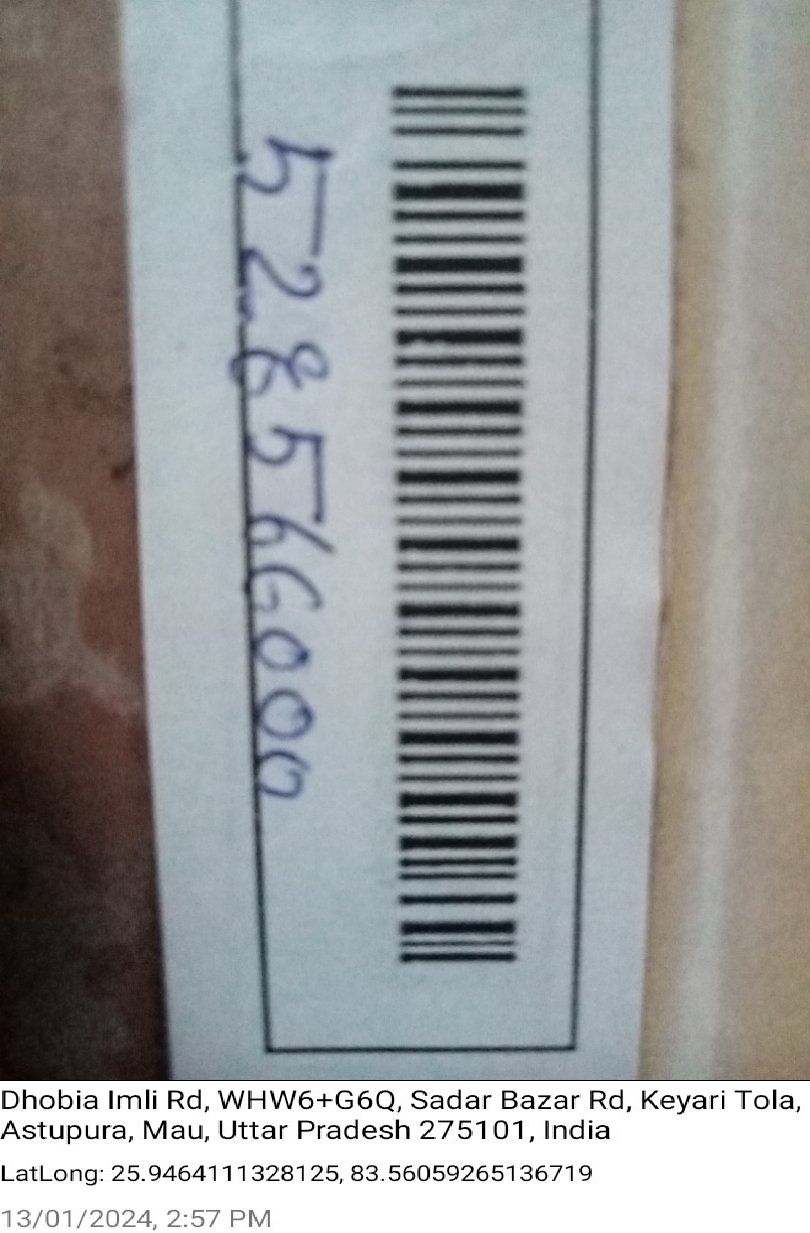 528566000
Dhobia Imli Rd, WHW6+G6Q, Sadar Bazar Rd, Keyari Tola,
Astupura, Mau, Uttar Pradesh 275101, India
LatLong: 25.9464111328125, 83.56059265136719
13/01/2024, 2:57 PM